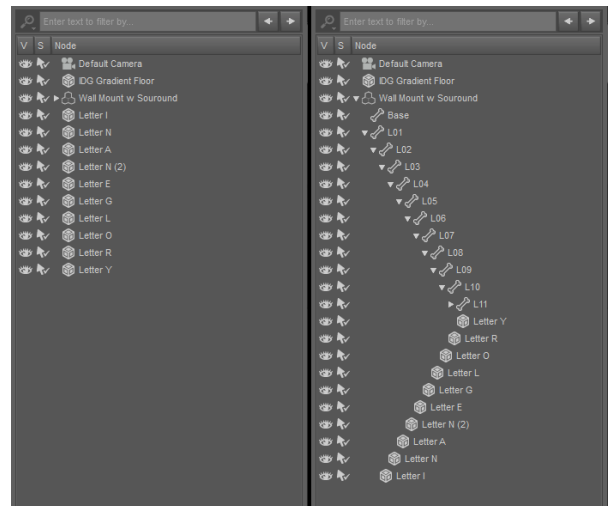 Enter text to filter by...
V S Node
Default Camera
IDG Gradient Floor
Wall Mount w Souround
Letter I
Letter N
Letter A
Letter N (2)
Letter E
Letter G
Letter L
Letter O
Letter R
Letter Y
Enter text to filter by...
V S Node
Default Camera
IDG Gradient Floor
Wall Mount w Souround
Base
L01
L02
L03
L04
L05
L06
L07
L08
L09
L10
L11
Letter Y
Letter R
Letter O
Letter L
Letter G
Letter E
Letter N (2)
Letter A
Letter N
Letter I